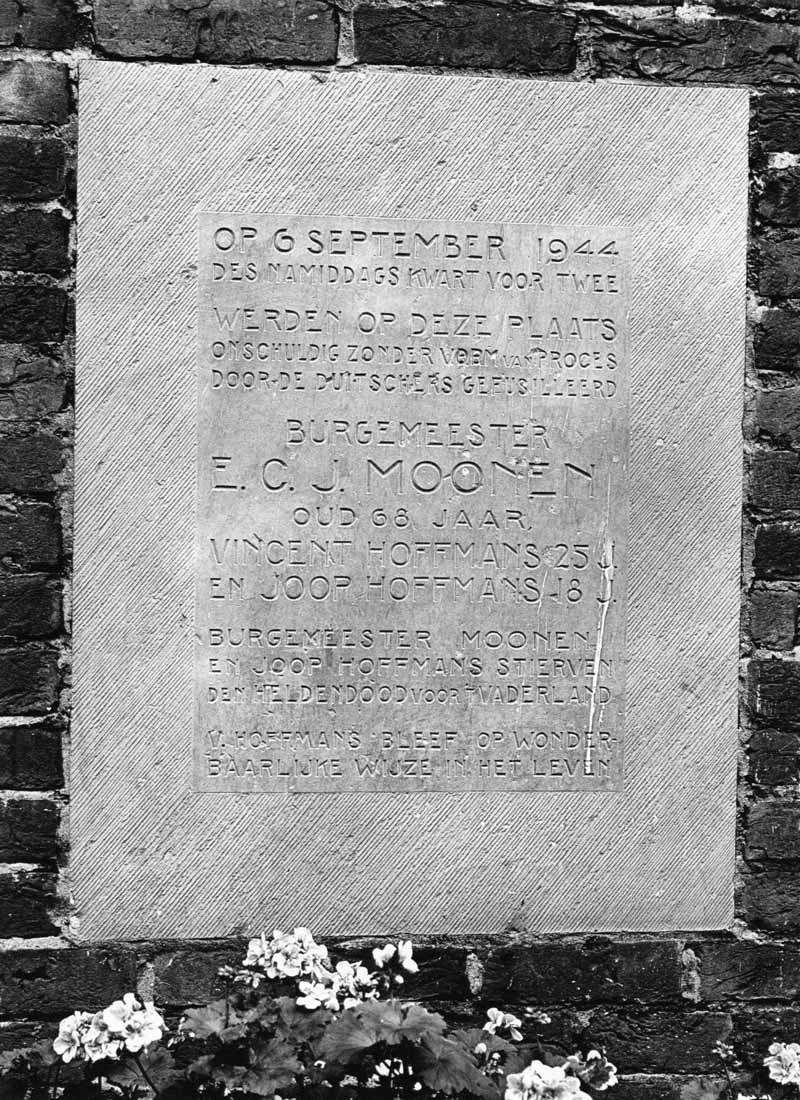 OP 6 SEPTEMBER 1944
DES NAMIDDAGS KWART VOOR TWEE
WERDEN OP DEZE PLAATS
ONSCHULDIG ZONDER VORM VAN PROCES
DOOR DE DUITSCHERS GEFUSILLEERD
BURGEMEESTER
E. C. J. MOONEN
OUD 68 JAAR,
VINCENT HOFFMANS 25 J.
EN JOOP HOFFMANS 18 J.
BURGEMEESTER MOONEN
EN JOOP HOFFMANS STIERVEN
DEN HELDENDOOD VOOR 'T VADERLAND
V. HOFFMANS BLEEF OP WONDER-
BAARLIJKE WIJZE IN HET LEVEN